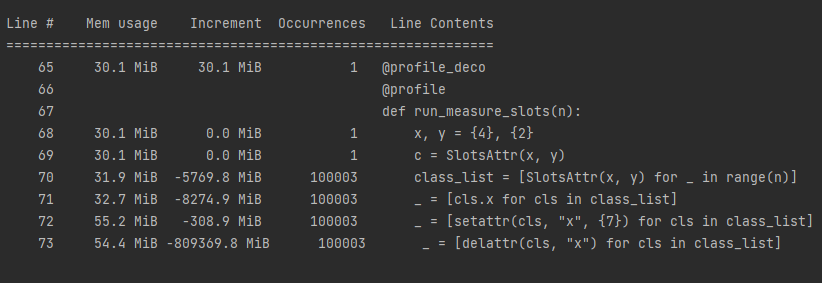 Line #    Mem usage    Increment  Occurrences   Line Contents
=============================================================
    65     30.1 MiB     30.1 MiB           1   @profile_deco
    66                                         @profile
    67                                         def run_measure_slots(n):
    68     30.1 MiB      0.0 MiB           1       x, y = {4}, {2}
    69     30.1 MiB      0.0 MiB           1       c = SlotsAttr(x, y)
    70     31.9 MiB  -5769.8 MiB      100003       class_list = [SlotsAttr(x, y) for _ in range(n)]
    71     32.7 MiB  -8274.9 MiB      100003       _ = [cls.x for cls in class_list]
    72     55.2 MiB   -308.9 MiB      100003       _ = [setattr(cls, "x", {7}) for cls in class_list]
    73     54.4 MiB -809369.8 MiB      100003       _ = [delattr(cls, "x") for cls in class_list]